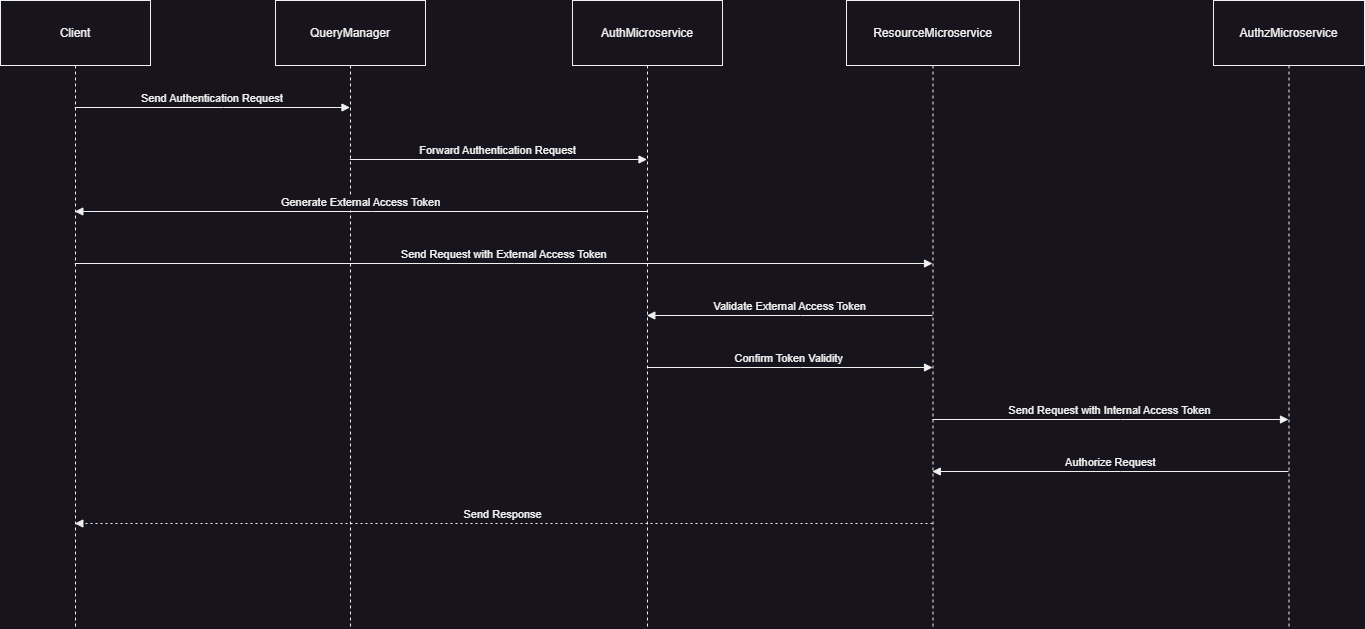 Client
QueryManager
AuthMicroservice
ResourceMicroservice
AuthzMicroservice
Send Authentication Request
Forward Authentication Request
Generate External Access Token
Send Request with External Access Token
Validate External Access Token
Confirm Token Validity
Send Request with Internal Access Token
Authorize Request
Send Response